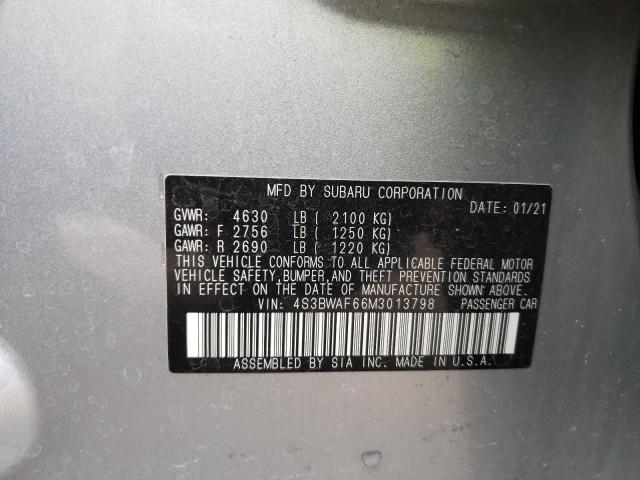 MFD BY SUBARU CORPORATION
DATE: 01/21
GVWR: 4630 LB ( 2100 KG)
GAWR: F 2756 LB ( 1250 KG)
GAWR: R 2690 LB ( 1220 KG)
THIS VEHICLE CONFORMS TO ALL APPLICABLE FEDERAL MOTOR
VEHICLE SAFETY, BUMPER, AND THEFT PREVENTION STANDARDS
IN EFFECT ON THE DATE OF MANUFACTURE SHOWN ABOVE.
VIN: 4S3BWAF66M3013798 PASSENGER CAR
ASSEMBLED BY SIA INC. MADE IN U.S.A.